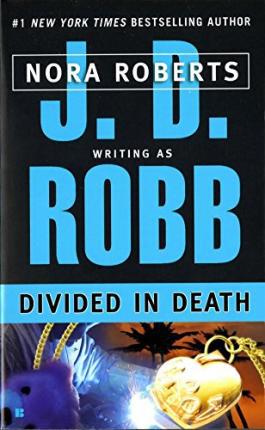 #1 NEW YORK TIMES BESTSELLING AUTHOR
NORA ROBERTS
J. D.
WRITING AS
ROBB
DIVIDED IN DEATH
B